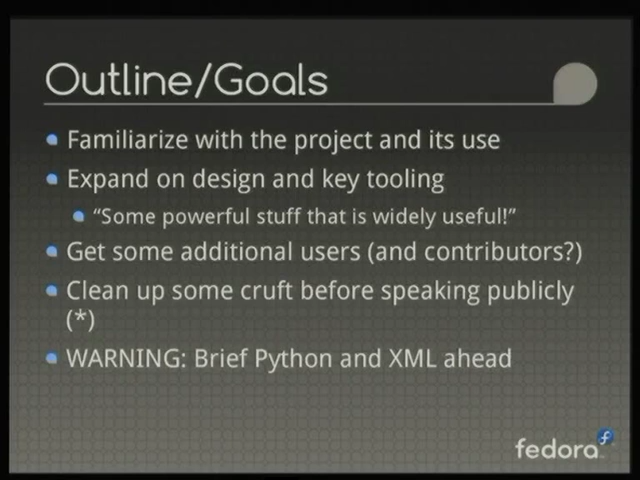 Outline/Goals
Familiarize with the project and its use
Expand on design and key tooling
“Some powerful stuff that is widely useful!”
Get some additional users (and contributors?)
Clean up some cruft before speaking publicly
(*)
WARNING: Brief Python and XML ahead
fedora